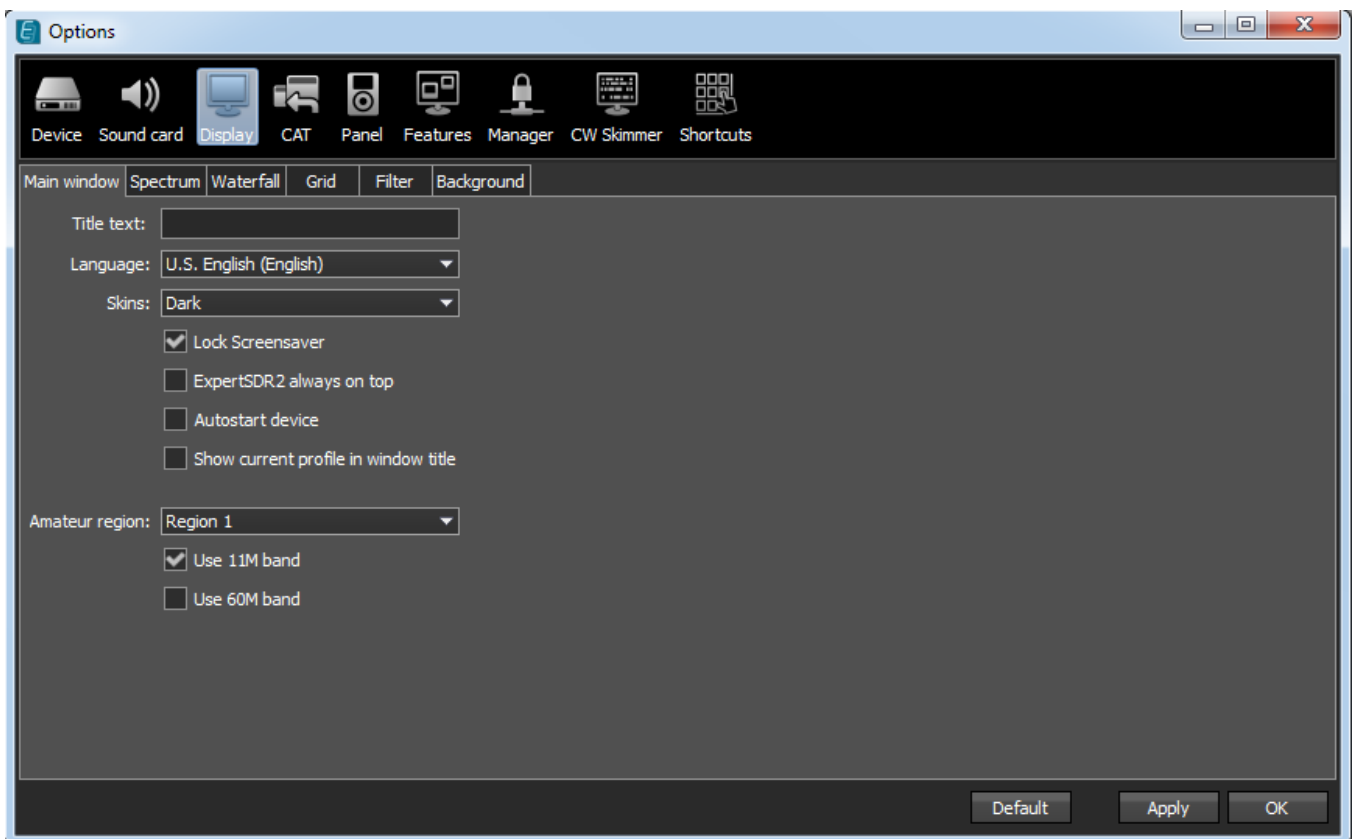 Options
Device Sound card Display CAT Panel Features Manager CW Skimmer Shortcuts
Main window Spectrum Waterfall Grid Filter Background
Title text:
Language: U.S. English (English)
Skins: Dark
Lock Screensaver
ExpertSDR2 always on top
Autostart device
Show current profile in window title
Amateur region: Region 1
Use 11M band
Use 60M band
Default Apply OK